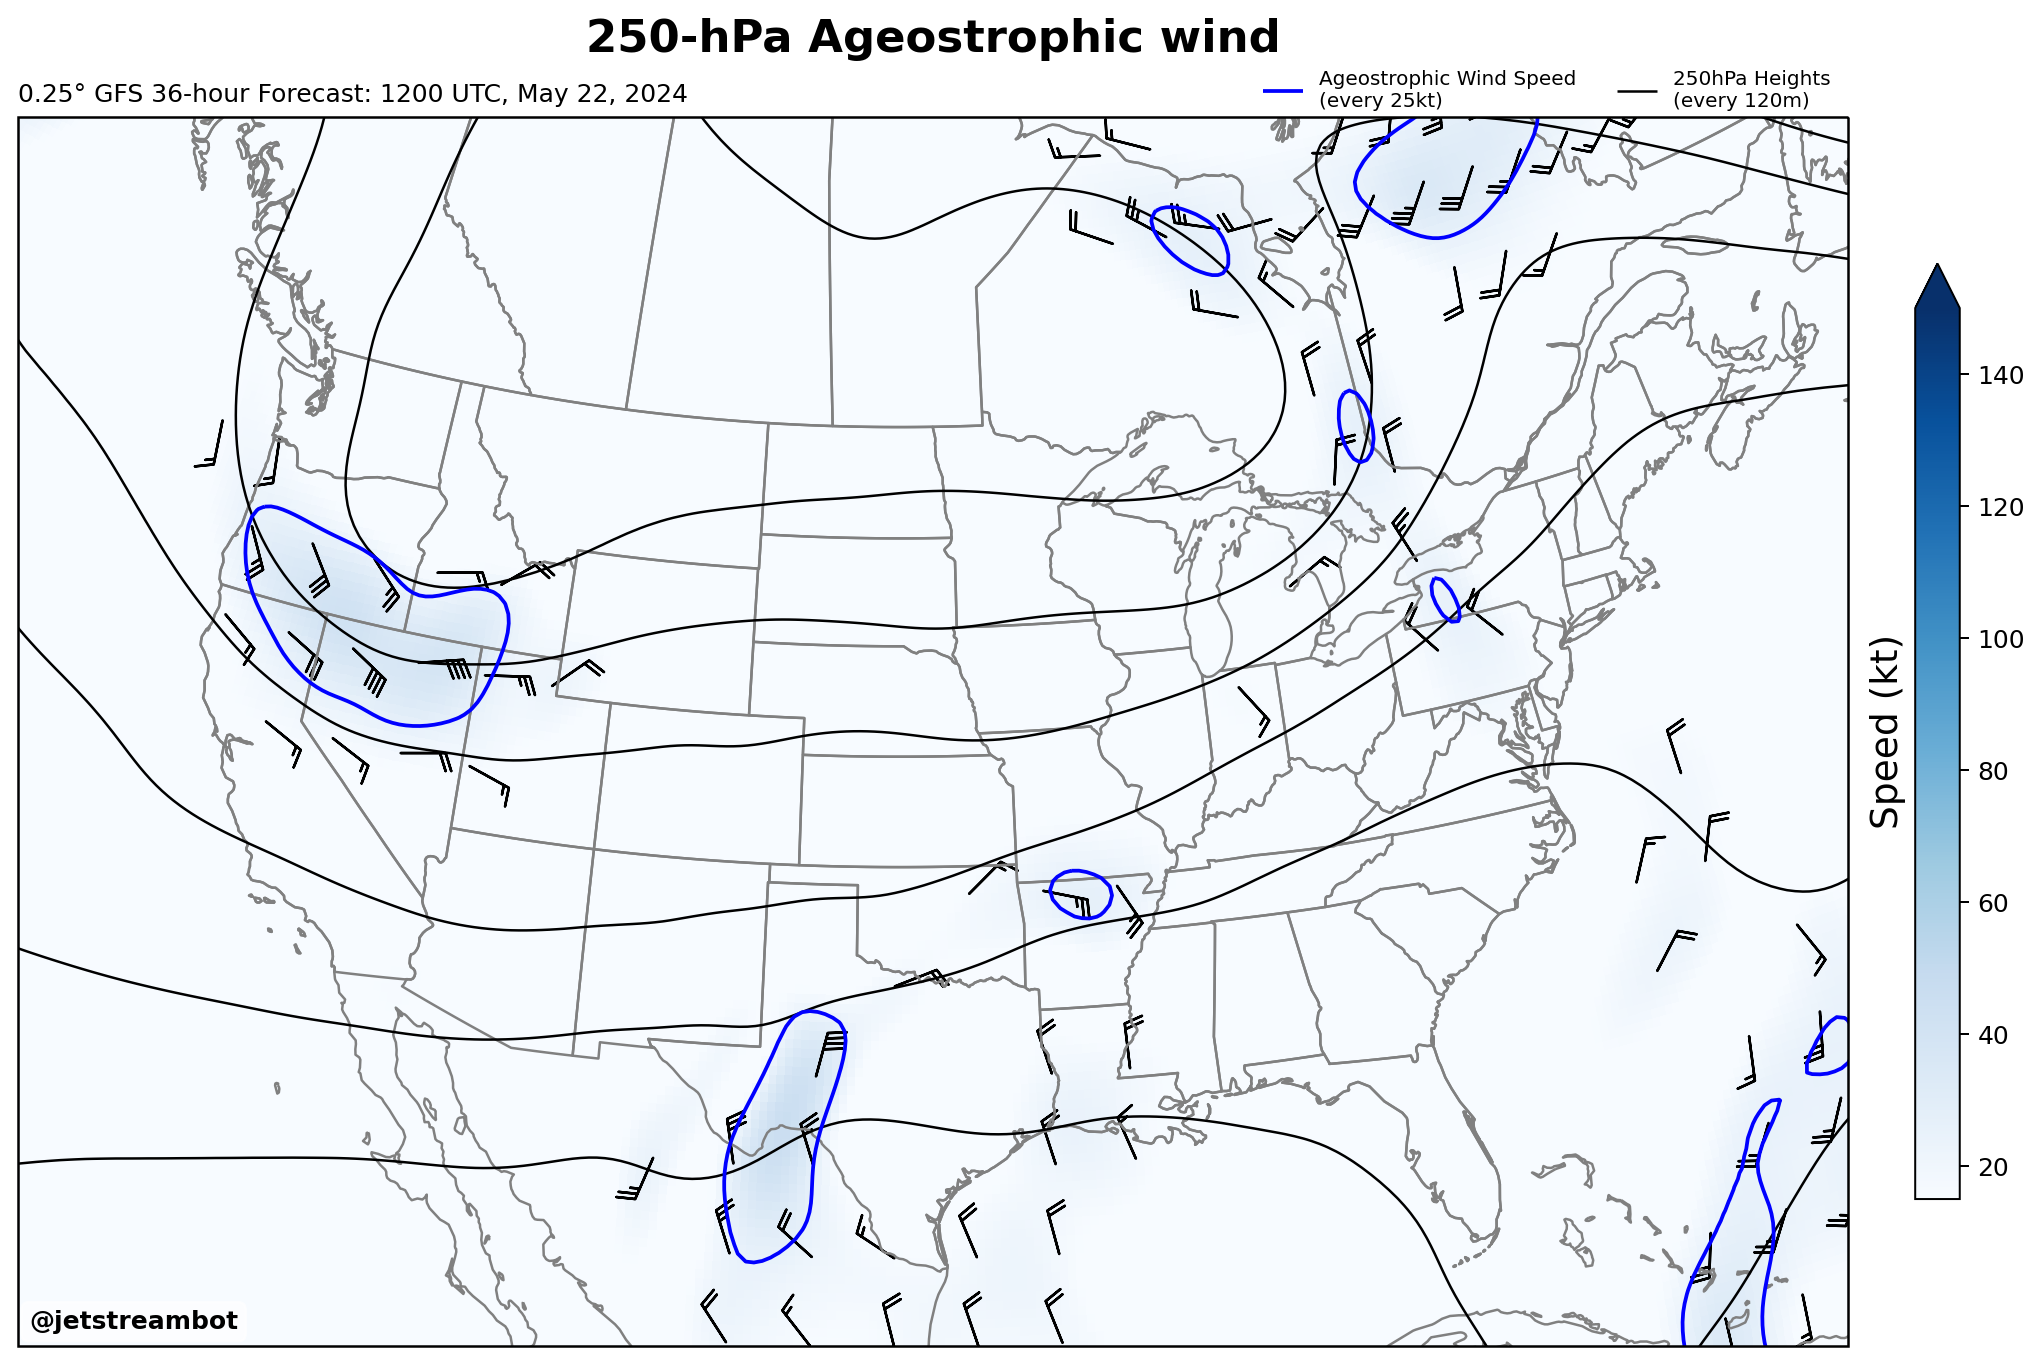 250-hPa Ageostrophic wind
0.25° GFS 36-hour Forecast: 1200 UTC, May 22, 2024
Ageostrophic Wind Speed
(every 25kt)
250hPa Heights
(every 120m)
140
120
100
80
60
40
20
Speed (kt)
@jetstreambot